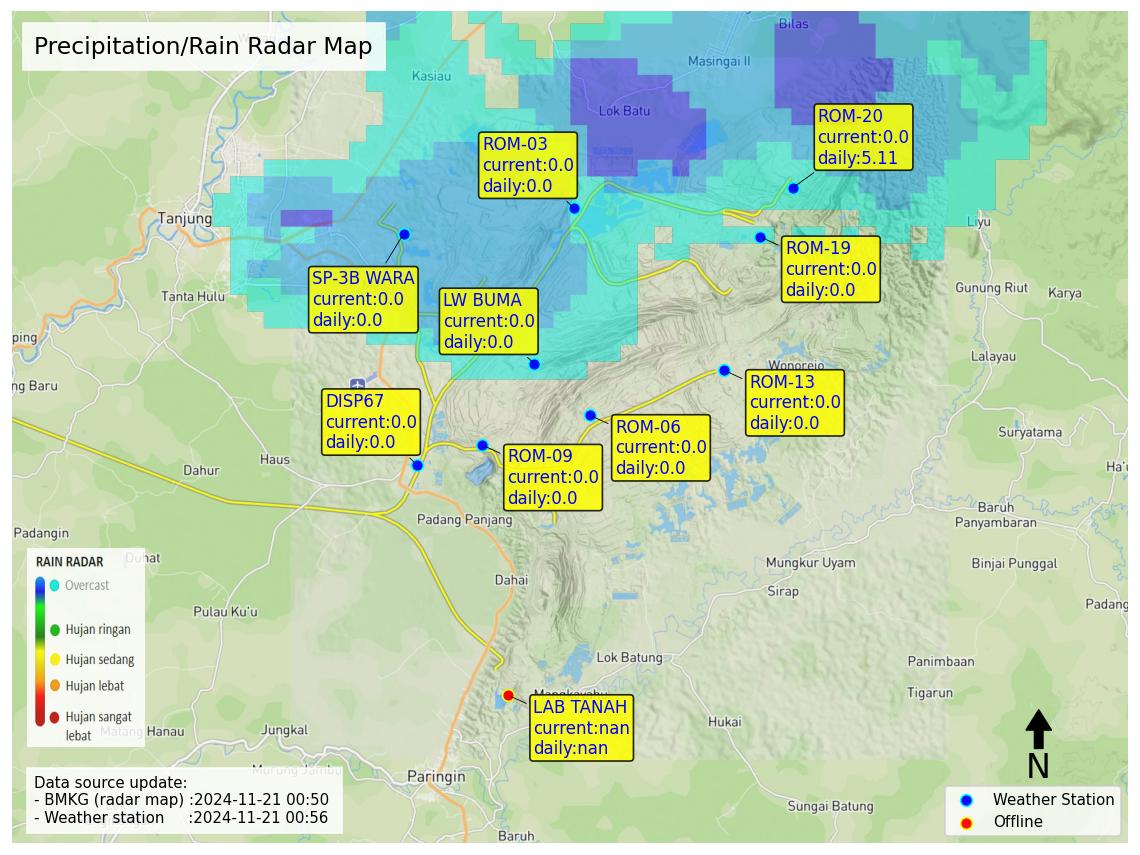 Precipitation/Rain Radar Map
Bilas
Masingai II
Kasiau
Lok Batu
ROM-20
current:0.0
daily:5.11
ROM-03
current:0.0
daily:0.0
Tanjung
Liyu
ROM-19
current:0.0
daily:0.0
SP-3B WARA
current:0.0
daily:0.0
LW BUMA
current:0.0
daily:0.0
Tanta Hulu
Gunung Riut
Karya
ping
Lalayau
Wonorejo
ng Baru
ROM-13
current:0.0
daily:0.0
DISP67
current:0.0
daily:0.0
ROM-06
current:0.0
daily:0.0
ROM-09
current:0.0
daily:0.0
Suryatama
Haus
Dahur
Ha'u
Padang Panjang
Baruh
Panyambaran
Padangin
Duhat
Mungkur Uyam
Binjai Punggal
Dahai
Sirap
Padang
Pulau Ku'u
RAIN RADAR
Overcast
Hujan ringan
Hujan sedang
Hujan lebat
Hujan sangat
lebat
Lok Batung
Panimbaan
Tigarun
Mangkayahu
LAB TANAH
current:nan
daily:nan
Matang Hanau
Jungkal
Hukai
Murung Jambu
Paringin
N
Data source update:
- BMKG (radar map) :2024-11-21 00:50
- Weather station :2024-11-21 00:56
Sungai Batung
Baruh
Weather Station
Offline